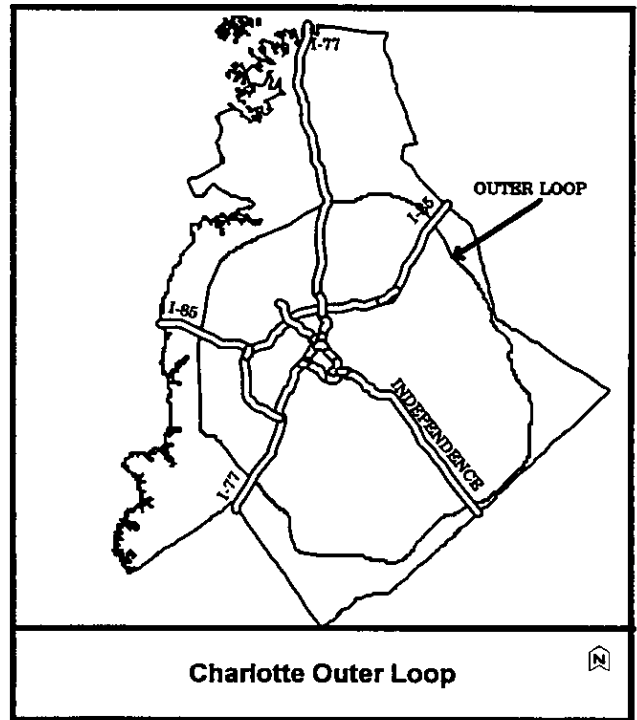 I-77
OUTER LOOP
I-85
I-85
INDEPENDENCE
I-77
Charlotte Outer Loop
N